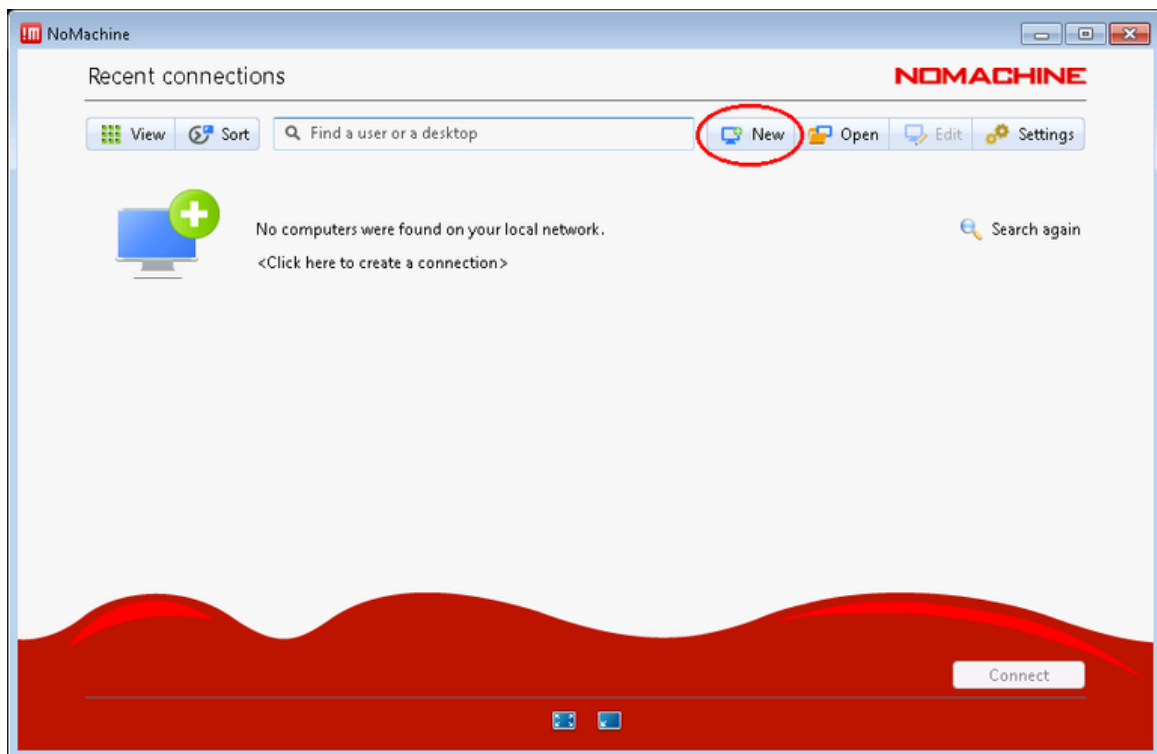 NoMachine
Recent connections NOMACHINE
View Sort Find a user or a desktop New Open Edit Settings
No computers were found on your local network. Search again
<Click here to create a connection>
Connect